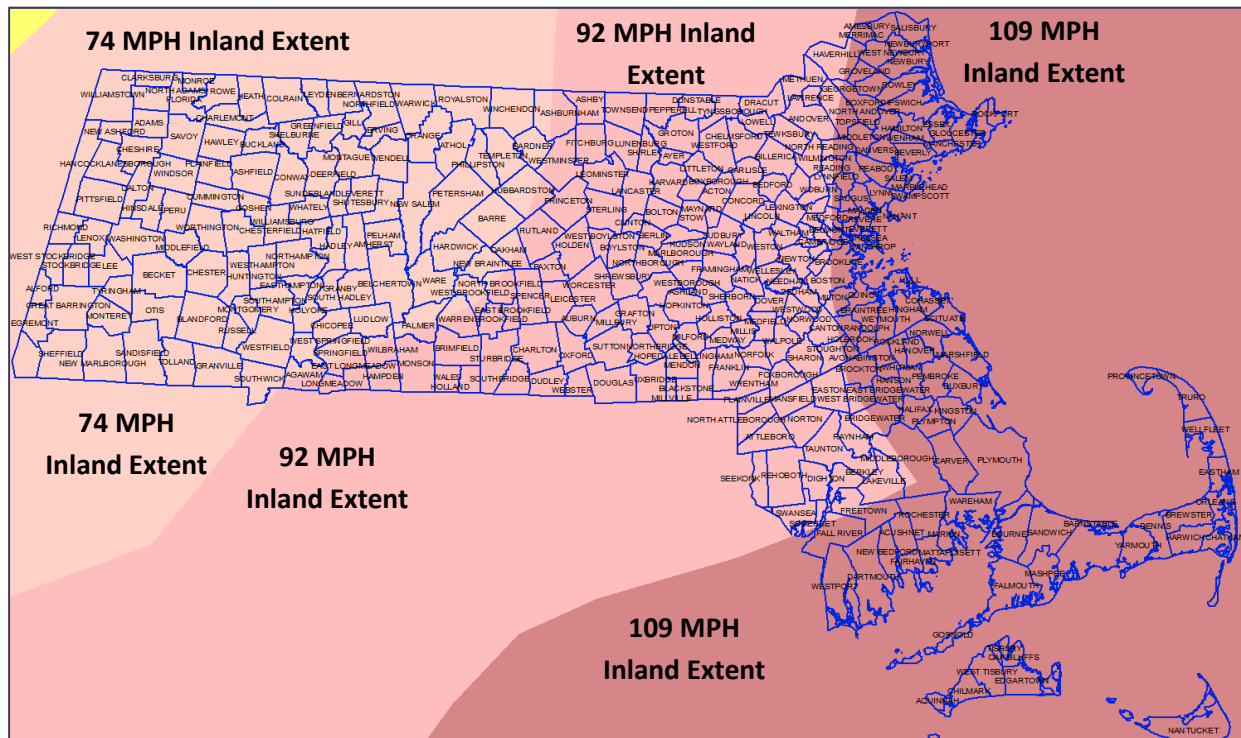 74 MPH Inland Extent
92 MPH Inland
Extent
109 MPH
Inland Extent
AMESBURY
SALISBURY
MERRIMAC
NEWBURYPORT
HAVERHILL
WEST NEWBURY
NEWBURY
GROVELAND
METHUEN
GEORGETOWN
ROWLEY
LAWRENCE
BOXFORD
IPSWICH
ROCKPORT
NORTH ANDOVER
ANDOVER
TOPSFIELD
ESSEX
GLOUCESTER
HAMILTON
MIDDLETON
WENHAM
MANCHESTER
DANVERS
BEVERLY
CLARKSBURG
MONROE
WILLIAMSTOWN
NORTH ADAMS
ROWE
FLORIDA
HEATH
COLRAIN
LEYDEN
BERNARDSTON
NORTHFIELD
WARWICK
ROYALSTON
WINCHENDON
ASHBURNHAM
ASHBY
TOWNSEND
PEPPERELL
DUNSTABLE
TYNGSBOROUGH
DRACUT
LOWELL
TEWKSBURY
CHELMSFORD
WESTFORD
GROTON
NORTH READING
BILLERICA
WILMINGTON
READING
LYNNFIELD
PEABODY
SALEM
MARBLEHEAD
SWAMPSCOTT
LYNN
SAUGUS
NAHANT
ADAMS
NEW ASHFORD
SAVOY
CHARLEMONT
HAWLEY
BUCKLAND
SHELBURNE
GREENFIELD
GILL
ERVING
ORANGE
ATHOL
PHILLIPSTON
TEMPLETON
GARDNER
WESTMINSTER
FITCHBURG
LUNENBURG
SHIRLEY
AYER
LEOMINSTER
LITTLETON
CARLISLE
HARVARD
BOXBOROUGH
ACTON
BEDFORD
WOBURN
CHESHIRE
HANCOCK
LANESBOROUGH
WINDSOR
PLAINFIELD
ASHFIELD
CONWAY
DEERFIELD
MONTAGUE
WENDELL
DALTON
PITTSFIELD
HINSDALE
PERU
CUMMINGTON
GOSHEN
WHATELY
SUNDERLAND
LEVERETT
SHUTESBURY
NEW SALEM
PETERSHAM
HUBBARDSTON
PRINCETON
LANCASTER
STERLING
BOLTON
CLINTON
STOW
MAYNARD
CONCORD
LINCOLN
LEXINGTON
MEDFORD
WALTHAM
BARRE
RUTLAND
WEST BOYLSTON
BOYLSTON
BERLIN
HUDSON
SUDBURY
WAYLAND
WESTON
MARLBOROUGH
NORTHBOROUGH
RICHMOND
LENOX
WASHINGTON
MIDDLEFIELD
WORTHINGTON
WILLIAMSBURG
CHESTERFIELD
HATFIELD
HADLEY
AMHERST
PELHAM
HARDWICK
OAKHAM
HOLDEN
NEW BRAINTREE
PAXTON
WEST STOCKBRIDGE
STOCKBRIDGE
LEE
BECKET
CHESTER
WESTHAMPTON
NORTHAMPTON
HUNTINGTON
EASTHAMPTON
GRANBY
SOUTH HADLEY
BELCHERTOWN
WARE
WEST BROOKFIELD
NORTH BROOKFIELD
SPENCER
LEICESTER
WORCESTER
SHREWSBURY
WESTBOROUGH
FRAMINGHAM
NATICK
WELLESLEY
NEWTON
NEEDHAM
BOSTON
BROOKLINE
DEDHAM
MILTON
QUINCY
HULL
COHASSET
ALFORD
TYRINGHAM
GREAT BARRINGTON
MONTEREY
OTIS
BLANDFORD
MONTGOMERY
SOUTHAMPTON
HOLYOKE
RUSSELL
CHICOPEE
LUDLOW
PALMER
WARREN
EAST BROOKFIELD
BROOKFIELD
AUBURN
MILLBURY
GRAFTON
UPTON
HOPKINTON
ASHLAND
SHERBORN
HOLLISTON
DOVER
WESTWOOD
NORWOOD
MEDFIELD
MILLIS
MEDWAY
CANTON
RANDOLPH
BRAINTREE
WEYMOUTH
HINGHAM
SCITUATE
NORWELL
ROCKLAND
HANOVER
MARSHFIELD
EGREMONT
SHEFFIELD
NEW MARLBOROUGH
SANDISFIELD
TOLLAND
GRANVILLE
WESTFIELD
SOUTHWICK
AGAWAM
WEST SPRINGFIELD
SPRINGFIELD
WILBRAHAM
EAST LONGMEADOW
LONGMEADOW
HAMPDEN
MONSON
BRIMFIELD
WALES
HOLLAND
STURBRIDGE
CHARLTON
OXFORD
SOUTHBRIDGE
DUDLEY
WEBSTER
SUTTON
NORTHBRIDGE
DOUGLAS
UXBRIDGE
HOPEDALE
MENDON
MILFORD
BELLINGHAM
BLACKSTONE
MILLVILLE
FRANKLIN
NORFOLK
WALPOLE
WRENTHAM
PLAINVILLE
FOXBOROUGH
SHARON
STOUGHTON
HOLBROOK
AVON
ABINGTON
BROCKTON
WHITMAN
HANSON
PEMBROKE
DUXBURY
EASTON
EAST BRIDGEWATER
WEST BRIDGEWATER
MANSFIELD
BRIDGEWATER
HALIFAX
KINGSTON
PLYMPTON
PROVINCETOWN
TRURO
WELLFLEET
EASTHAM
ORLEANS
BREWSTER
DENNIS
HARWICH
CHATHAM
YARMOUTH
BARNSTABLE
SANDWICH
BOURNE
MASHPEE
FALMOUTH
NORTH ATTLEBOROUGH
NORTON
ATTLEBORO
RAYNHAM
TAUNTON
MIDDLEBOROUGH
CARVER
PLYMOUTH
SEEKONK
REHOBOTH
DIGHTON
BERKLEY
LAKEVILLE
WAREHAM
SWANSEA
SOMERSET
FREETOWN
ROCHESTER
FALL RIVER
ACUSHNET
MARION
NEW BEDFORD
MATTAPOISETT
FAIRHAVEN
DARTMOUTH
WESTPORT
74 MPH
Inland Extent
92 MPH
Inland Extent
109 MPH
Inland Extent
GOSNOLD
TISBURY
OAK BLUFFS
WEST TISBURY
EDGARTOWN
CHILMARK
AQUINNAH
NANTUCKET